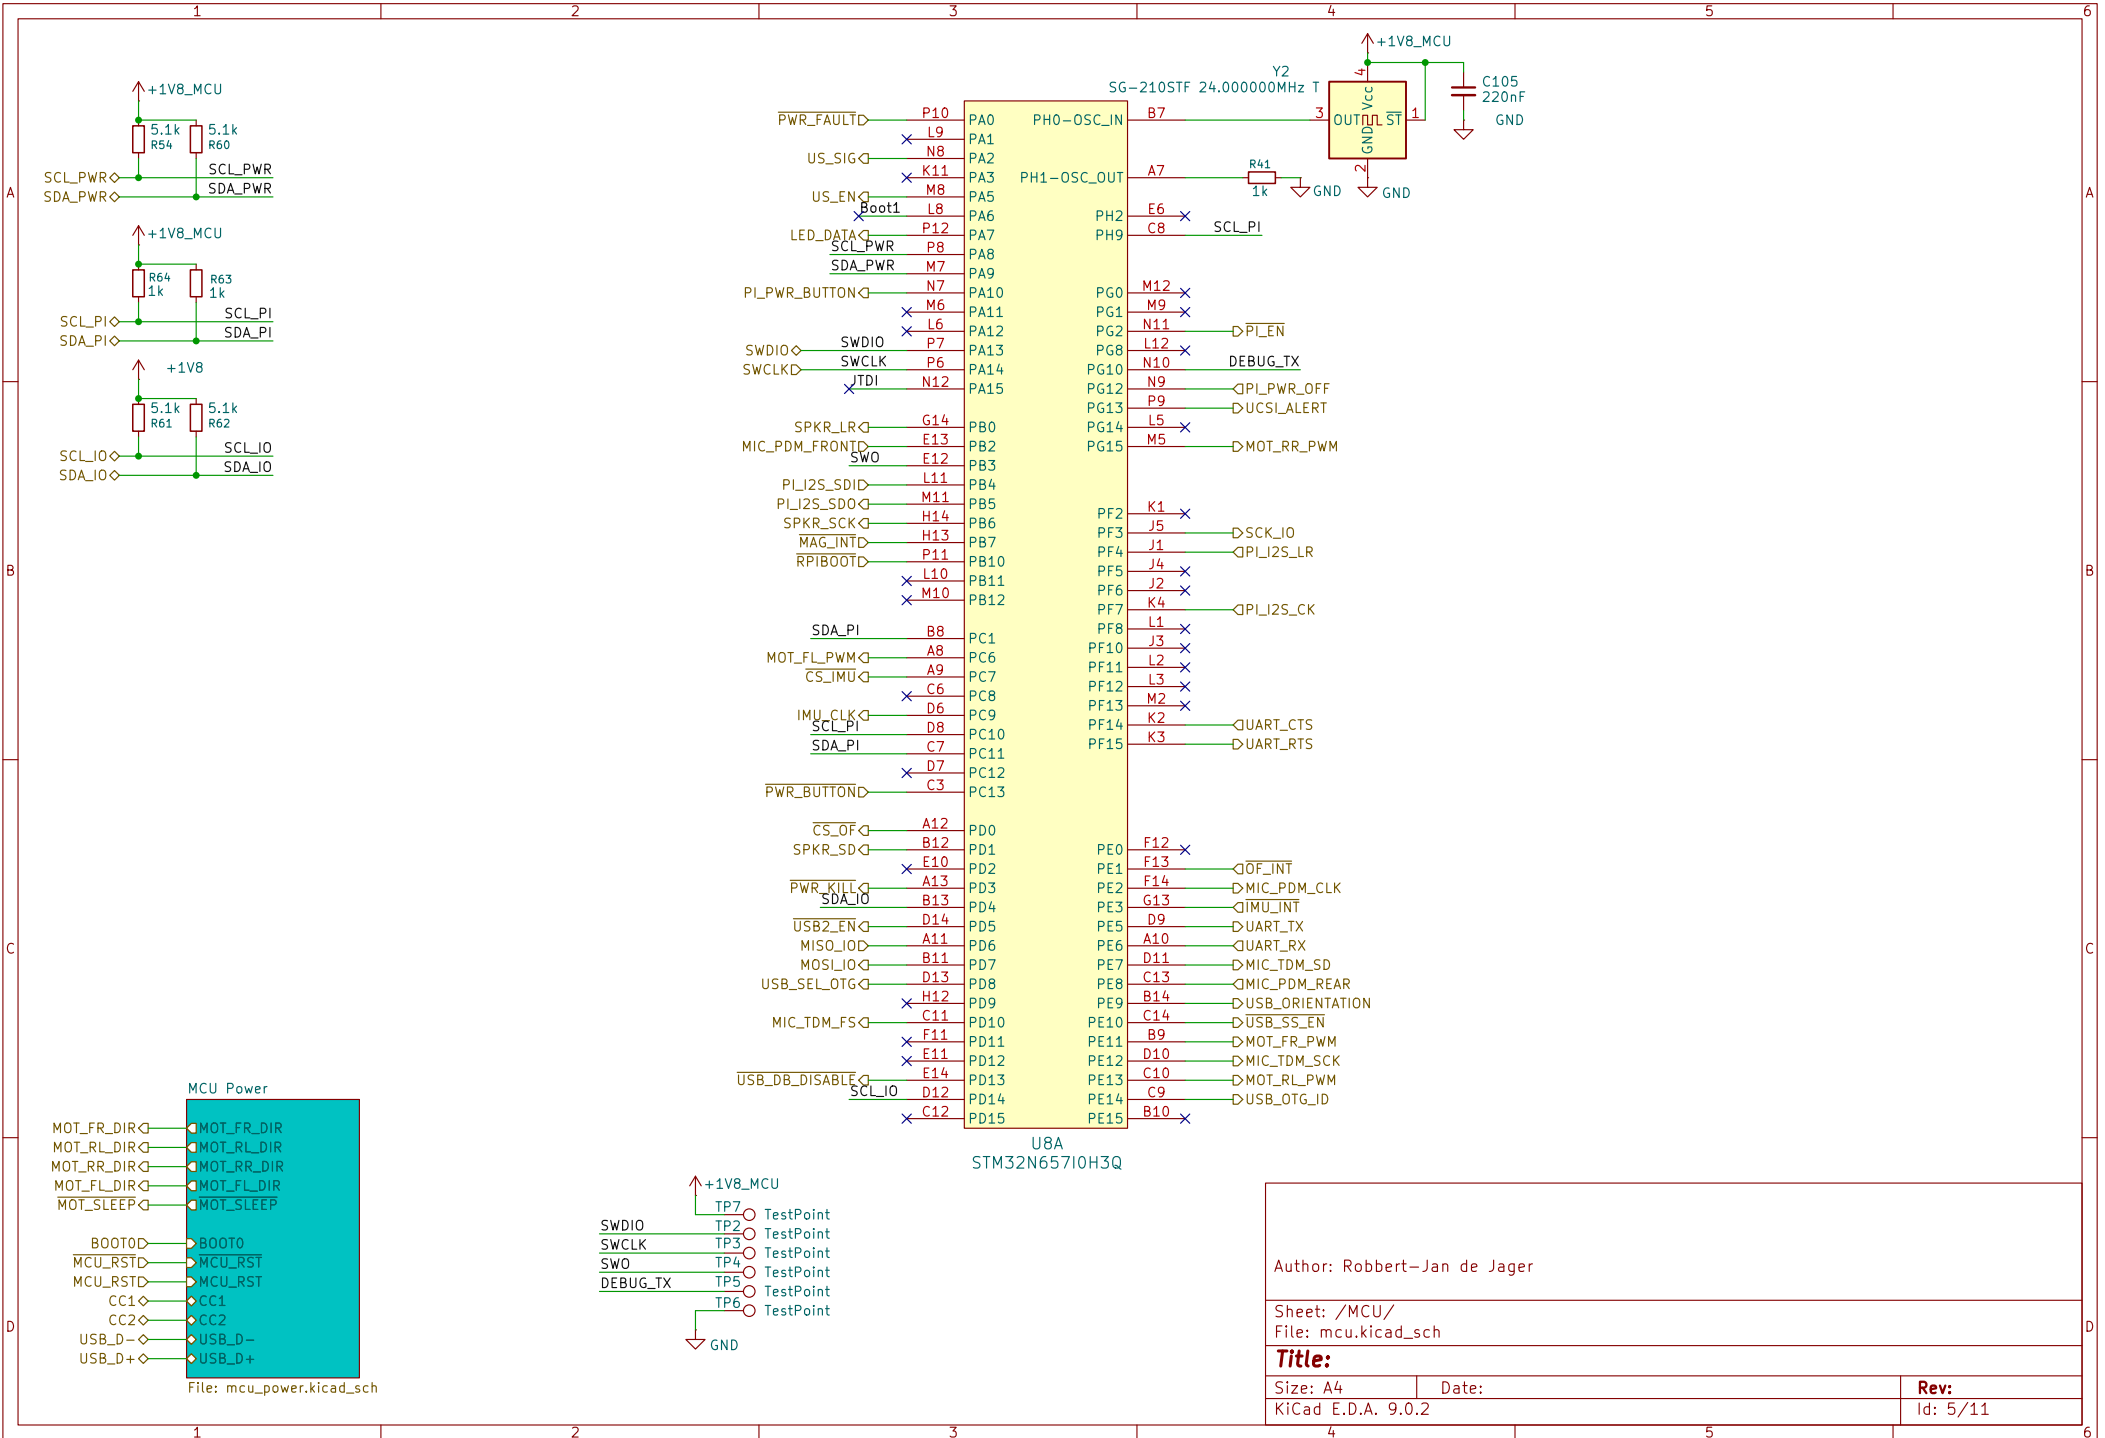 1 2 3 4 5 6
A A
B B
C C
D D
+1V8_MCU
5.1k 5.1k
R54 R60
SCL_PWR SCL_PWR
SDA_PWR SDA_PWR
+1V8_MCU
R64 R63
1k 1k
SCL_PI SCL_PI
SDA_PI SDA_PI
+1V8
5.1k 5.1k
R61 R62
SCL_IO SCL_IO
SDA_IO SDA_IO
+1V8_MCU
Y2
SG-210STF 24.000000MHz T
4 Vcc
3 OUT ST 1
GND 2
C105
220nF
GND
GND
R41
1k
GND
PWR_FAULT P10 PA0
L9 PA1
US_SIG N8 PA2
K11 PA3
US_EN M8 PA5
Boot1 L8 PA6
LED_DATA P12 PA7
SCL_PWR P8 PA8
SDA_PWR M7 PA9
PI_PWR_BUTTON N7 PA10
M6 PA11
L6 PA12
SWDIO SWDIO P7 PA13
SWCLK SWCLK P6 PA14
JTDI N12 PA15
SPKR_LR G14 PB0
MIC_PDM_FRONT E13 PB2
SWO E12 PB3
PI_I2S_SDI L11 PB4
PI_I2S_SDO M11 PB5
SPKR_SCK H14 PB6
MAG_INT H13 PB7
RPIBOOT P11 PB10
L10 PB11
M10 PB12
SDA_PI B8 PC1
MOT_FL_PWM A8 PC6
CS_IMU A9 PC7
C6 PC8
IMU_CLK D6 PC9
SCL_PI D8 PC10
SDA_PI C7 PC11
D7 PC12
PWR_BUTTON C3 PC13
CS_OF A12 PD0
SPKR_SD B12 PD1
E10 PD2
PWR_KILL A13 PD3
SDA_IO B13 PD4
USB2_EN D14 PD5
MISO_IO A11 PD6
MOSI_IO B11 PD7
USB_SEL_OTG D13 PD8
H12 PD9
MIC_TDM_FS C11 PD10
F11 PD11
E11 PD12
USB_DB_DISABLE E14 PD13
SCL_IO D12 PD14
C12 PD15
PH0-OSC_IN B7
PH1-OSC_OUT A7
PH2 E6
PH9 C8 SCL_PI
PG0 M12
PG1 M9
PG2 N11 PI_EN
PG8 L12
PG10 N10 DEBUG_TX
PG12 N9 PI_PWR_OFF
PG13 P9 UCSI_ALERT
PG14 L5
PG15 M5 MOT_RR_PWM
PF2 K1
PF3 J5 SCK_IO
PF4 J1 PI_I2S_LR
PF5 J4
PF6 J2
PF7 K4 PI_I2S_CK
PF8 L1
PF10 J3
PF11 L2
PF12 L3
PF13 M2
PF14 K2 UART_CTS
PF15 K3 UART_RTS
PE0 F12
PE1 F13 OF_INT
PE2 F14 MIC_PDM_CLK
PE3 G13 IMU_INT
PE5 D9 UART_TX
PE6 A10 UART_RX
PE7 D11 MIC_TDM_SD
PE8 C13 MIC_PDM_REAR
PE9 B14 USB_ORIENTATION
PE10 C14 USB_SS_EN
PE11 B9 MOT_FR_PWM
PE12 D10 MIC_TDM_SCK
PE13 C10 MOT_RL_PWM
PE14 C9 USB_OTG_ID
PE15 B10
U8A
STM32N657I0H3Q
MCU Power
MOT_FR_DIR MOT_FR_DIR
MOT_RL_DIR MOT_RL_DIR
MOT_RR_DIR MOT_RR_DIR
MOT_FL_DIR MOT_FL_DIR
MOT_SLEEP MOT_SLEEP
BOOT0 BOOT0
MCU_RST MCU_RST
MCU_RST MCU_RST
CC1 CC1
CC2 CC2
USB_D- USB_D-
USB_D+ USB_D+
File: mcu_power.kicad_sch
+1V8_MCU
TP7 TestPoint
SWDIO TP2 TestPoint
SWCLK TP3 TestPoint
SWO TP4 TestPoint
DEBUG_TX TP5 TestPoint
TP6 TestPoint
GND
Author: Robbert-Jan de Jager
Sheet: /MCU/
File: mcu.kicad_sch
Title:
Size: A4 Date: Rev:
KiCad E.D.A. 9.0.2 Id: 5/11
1 2 3 4 5 6